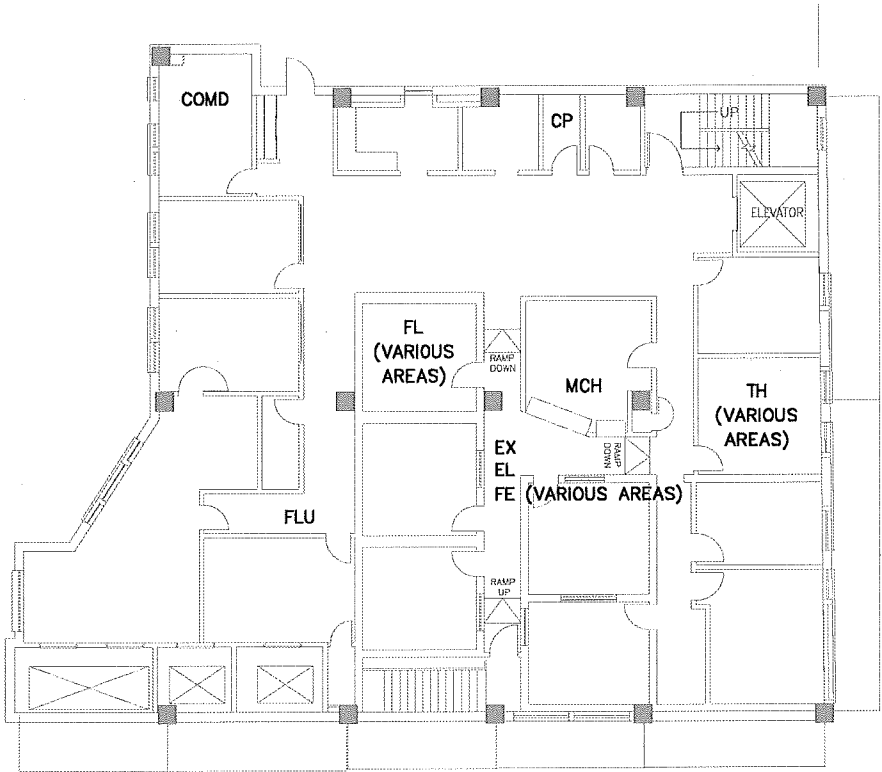 COMD
CP
UP
ELEVATOR
FL
(VARIOUS
AREAS)
RAMP
DOWN
MCH
TH
(VARIOUS
AREAS)
RAMP
DOWN
EX
EL
FE (VARIOUS AREAS)
FLU
RAMP
UP